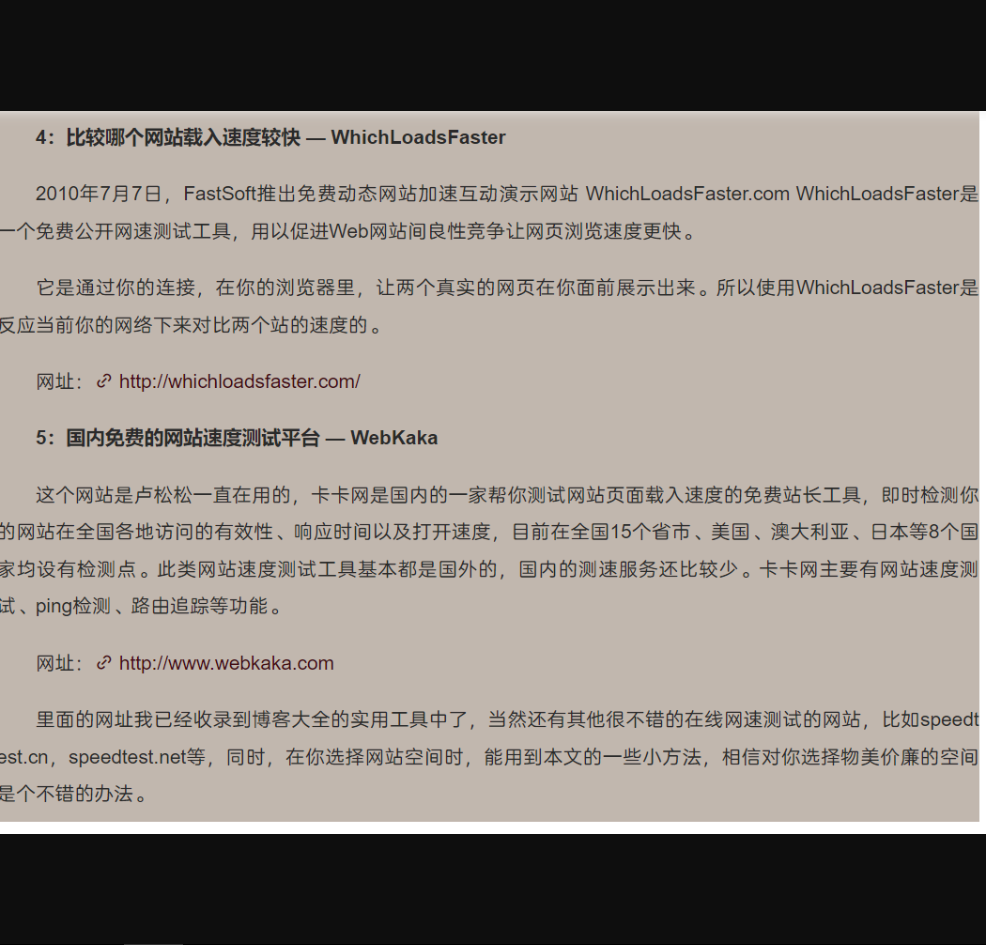 4：比较哪个网站载入速度较快 — WhichLoadsFaster
2010年7月7日，FastSoft推出免费动态网站加速互动演示网站 WhichLoadsFaster.com WhichLoadsFaster是
一个免费公开网速测试工具，用以促进Web网站间良性竞争让网页浏览速度更快。
它是通过你的连接，在你的浏览器里，让两个真实的网页在你面前展示出来。所以使用WhichLoadsFaster是
反应当前你的网络下来对比两个站的速度的。
网址： http://whichloadsfaster.com/
5：国内免费的网站速度测试平台 — WebKaka
这个网站是卢松松一直在用的，卡卡网是国内的一家帮你测试网站页面载入速度的免费站长工具，即时检测你
的网站在全国各地访问的有效性、响应时间以及打开速度，目前在全国15个省市、美国、澳大利亚、日本等8个国
家均设有检测点。此类网站速度测试工具基本都是国外的，国内的测速服务还比较少。卡卡网主要有网站速度测
试、ping检测、路由追踪等功能。
网址： http://www.webkaka.com
里面的网址我已经收录到博客大全的实用工具中了，当然还有其他很不错的在线网速测试的网站，比如speedt
est.cn，speedtest.net等，同时，在你选择网站空间时，能用到本文的一些小方法，相信对你选择物美价廉的空间
是个不错的办法。